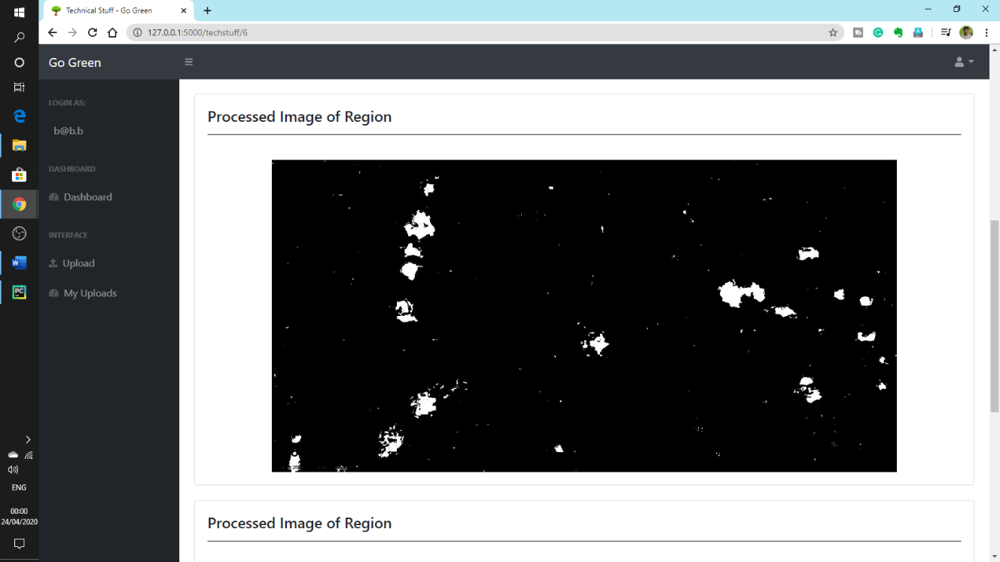 Technical Stuff - Go Green
127.0.0.1:5000/techstuff/6
Go Green
LOGIN AS:
b@b.b
DASHBOARD
Dashboard
INTERFACE
Upload
My Uploads
Processed Image of Region
Processed Image of Region
ENG
00:00
24/04/2020